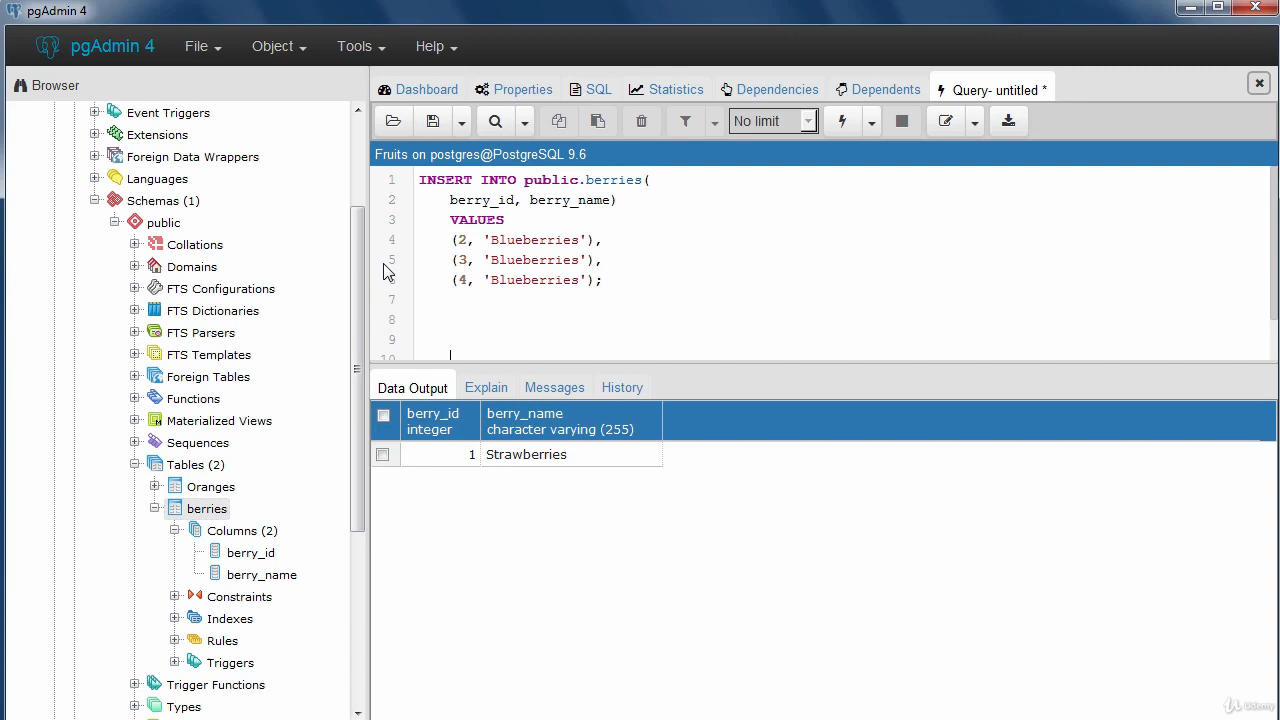 pgAdmin 4
pgAdmin 4 File Object Tools Help
Browser
Dashboard Properties SQL Statistics Dependencies Dependents Query- untitled *
No limit
Fruits on postgres@PostgreSQL 9.6
Event Triggers
Extensions
Foreign Data Wrappers
Languages
Schemas (1)
public
Collations
Domains
FTS Configurations
FTS Dictionaries
FTS Parsers
FTS Templates
Foreign Tables
Functions
Materialized Views
Sequences
Tables (2)
Oranges
berries
Columns (2)
berry_id
berry_name
Constraints
Indexes
Rules
Triggers
Trigger Functions
Types
1 INSERT INTO public.berries(
2 berry_id, berry_name)
3 VALUES
4 (2, 'Blueberries'),
5 (3, 'Blueberries'),
6 (4, 'Blueberries');
7
8
9
10
Data Output Explain Messages History
berry_id berry_name
integer character varying (255)
1 Strawberries
Udemy